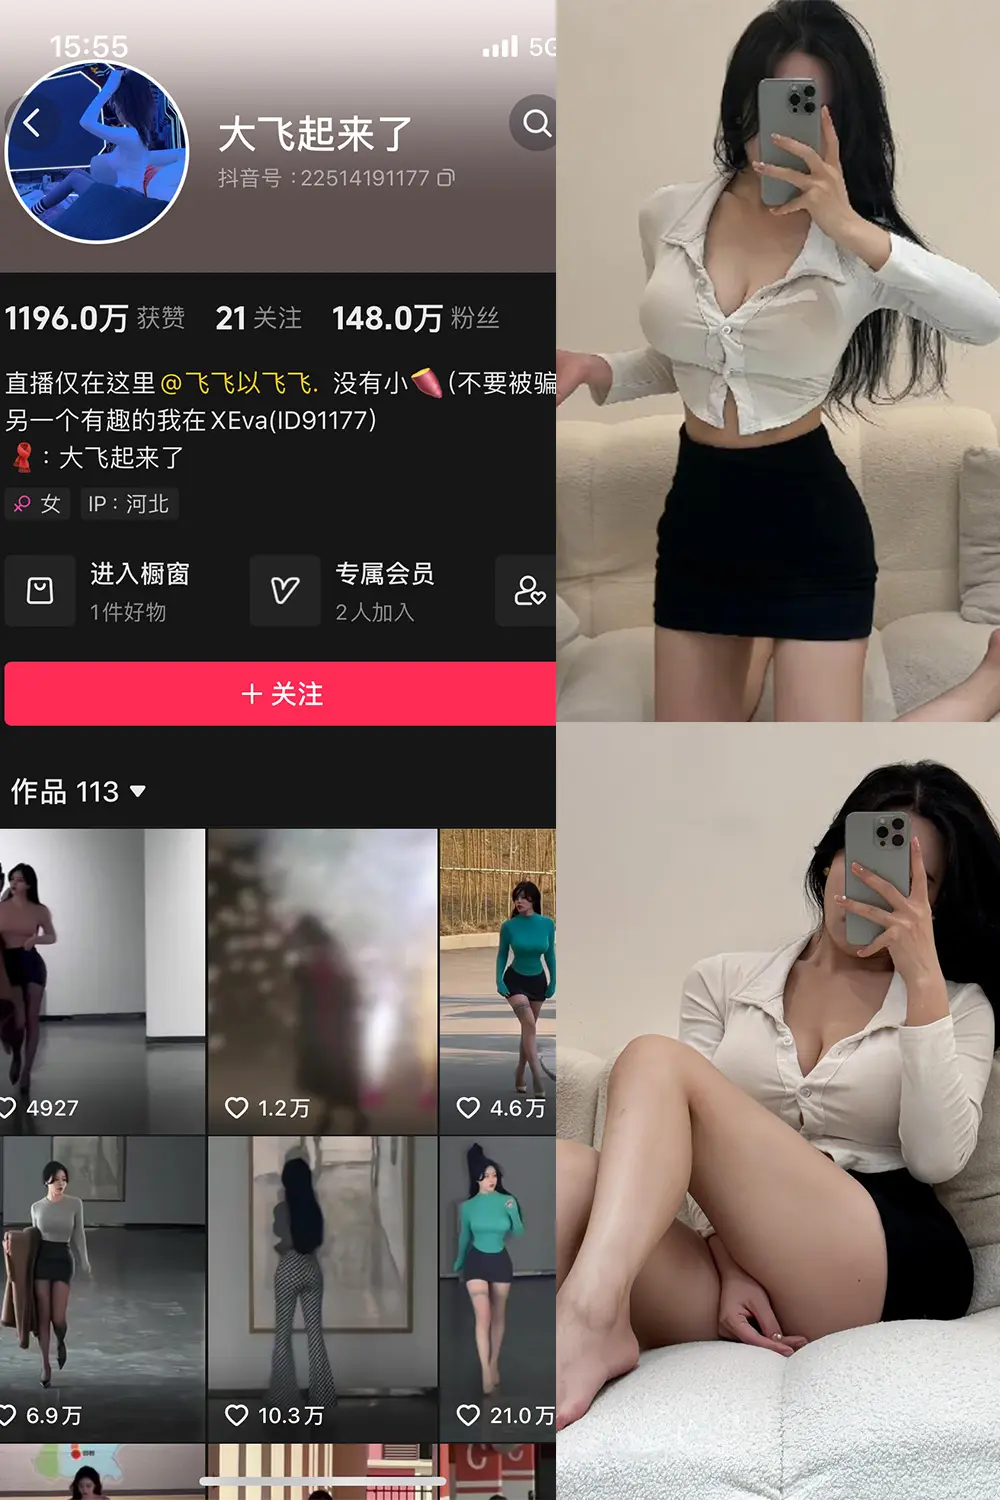 15:55
5G
大飞起来了
抖音号：22514191177
1196.0万 获赞 21 关注 148.0万 粉丝
直播仅在这里@飞飞以飞飞. 没有小🍠(不要被骗
另一个有趣的我在XEva(ID91177)
🧣：大飞起来了
女 IP：河北
进入橱窗
1件好物
专属会员
2人加入
+ 关注
作品 113
4927
1.2万
4.6万
6.9万
10.3万
21.0万